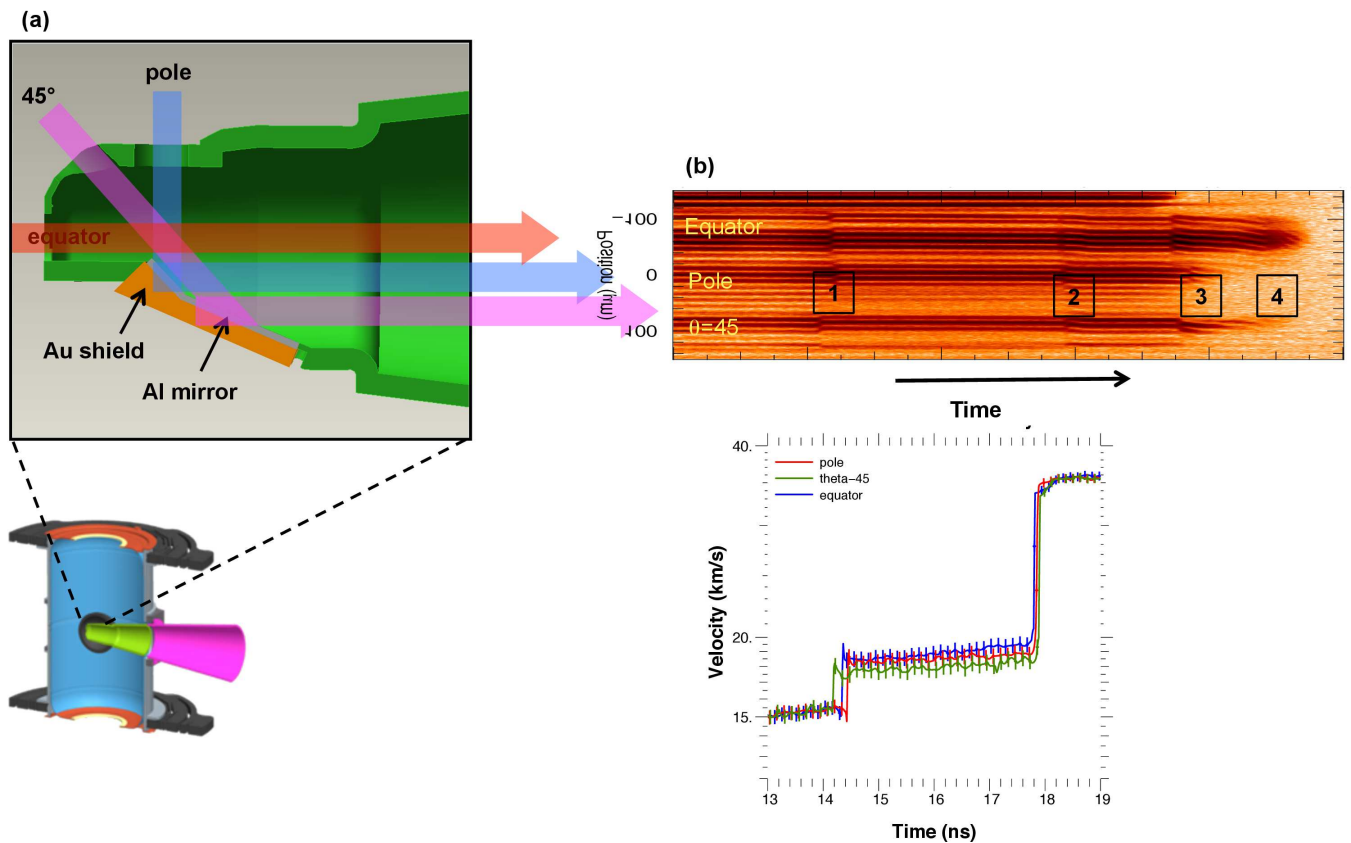 (a)
pole
45°
equator
Au shield
Al mirror
(b)
Position (μm)
−100
0
100
Equator
Pole
θ=45
1
2
3
4
Time
40.
20.
15.
Velocity (km/s)
pole
theta−45
equator
13
14
15
16
17
18
19
Time (ns)